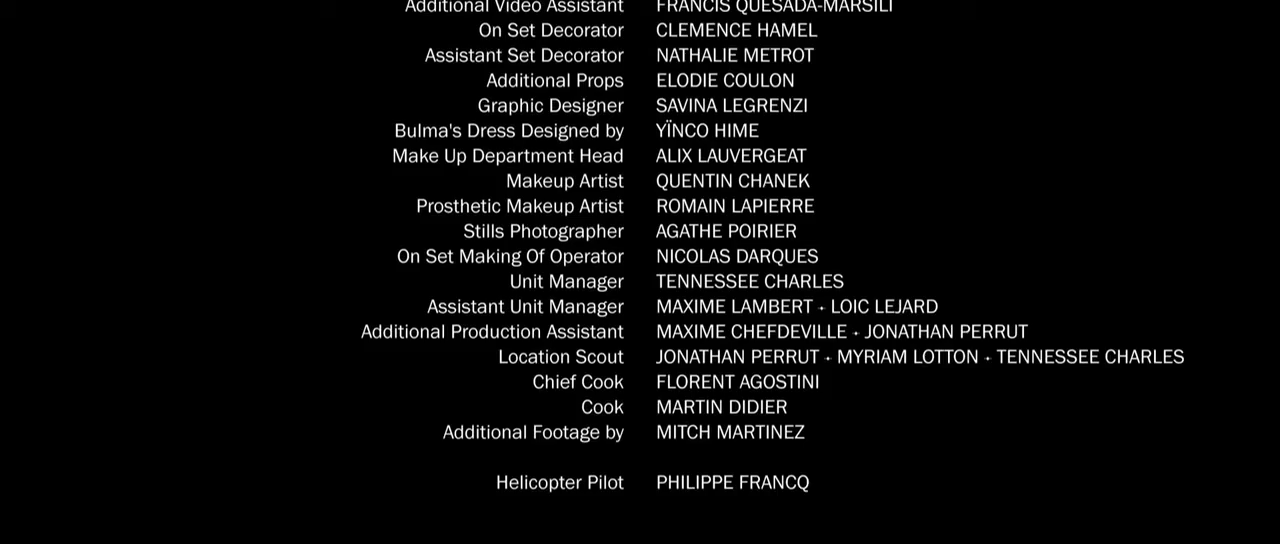 Additional Video Assistant FRANCIS QUESADA-MARSILI
On Set Decorator CLEMENCE HAMEL
Assistant Set Decorator NATHALIE METROT
Additional Props ELODIE COULON
Graphic Designer SAVINA LEGRENZI
Bulma's Dress Designed by YÏNCO HIME
Make Up Department Head ALIX LAUVERGEAT
Makeup Artist QUENTIN CHANEK
Prosthetic Makeup Artist ROMAIN LAPIERRE
Stills Photographer AGATHE POIRIER
On Set Making Of Operator NICOLAS DARQUES
Unit Manager TENNESSEE CHARLES
Assistant Unit Manager MAXIME LAMBERT + LOIC LEJARD
Additional Production Assistant MAXIME CHEFDEVILLE + JONATHAN PERRUT
Location Scout JONATHAN PERRUT + MYRIAM LOTTON + TENNESSEE CHARLES
Chief Cook FLORENT AGOSTINI
Cook MARTIN DIDIER
Additional Footage by MITCH MARTINEZ
Helicopter Pilot PHILIPPE FRANCQ